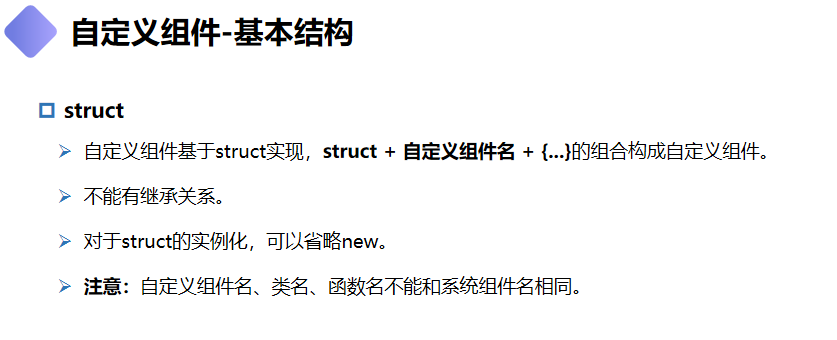 自定义组件-基本结构
struct
自定义组件基于struct实现，struct + 自定义组件名 + {...}的组合构成自定义组件。
不能有继承关系。
对于struct的实例化，可以省略new。
注意：自定义组件名、类名、函数名不能和系统组件名相同。